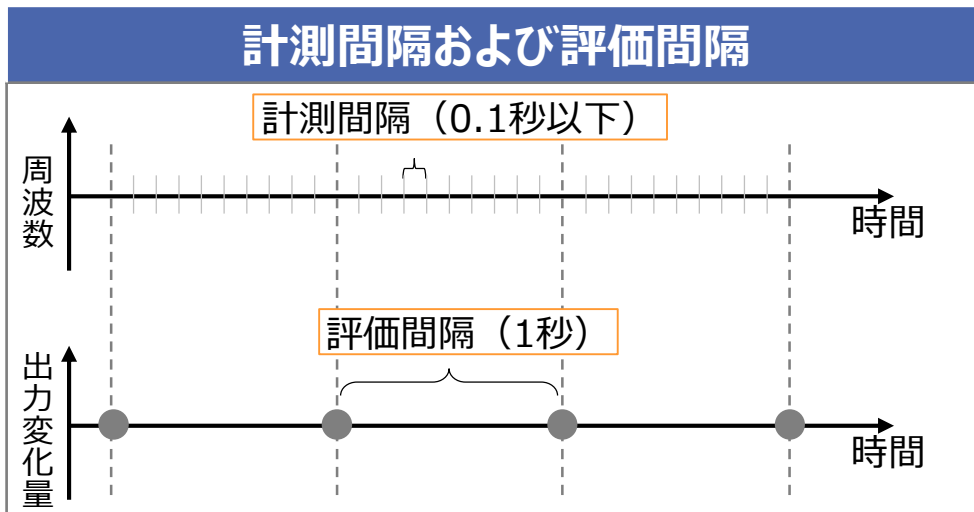 計測間隔および評価間隔
計測間隔（0.1秒以下）
周波数
時間
評価間隔（1秒）
出力変化量
時間